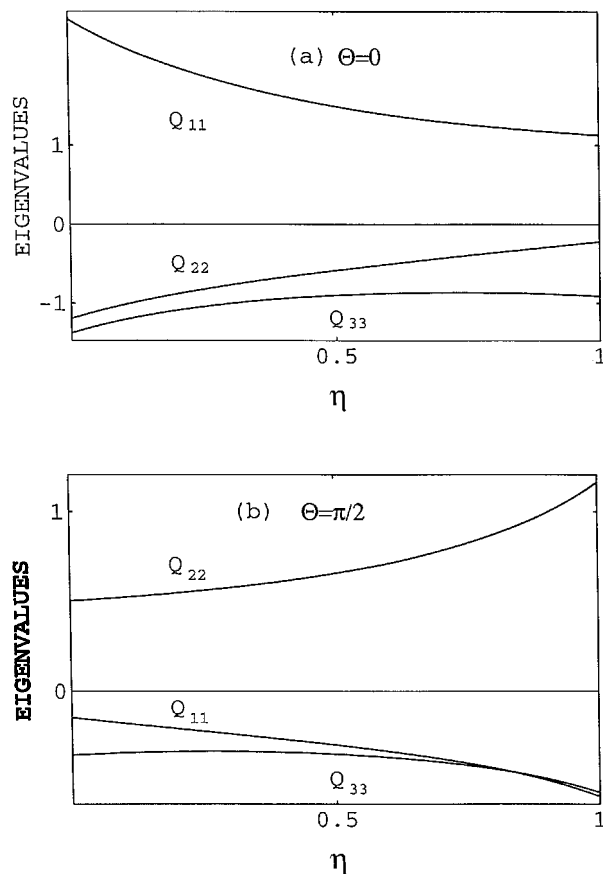 (a) Θ=0
Q11
1
EIGENVALUES
0
Q22
-1
Q33
0.5
1
η
(b) Θ=π/2
1
Q22
EIGENVALUES
0
Q11
Q33
0.5
1
η